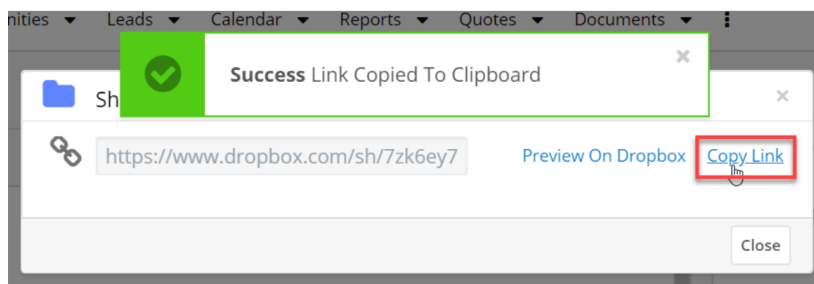 nities Leads Calendar Reports Quotes Documents
Success Link Copied To Clipboard
Sh
https://www.dropbox.com/sh/7zk6ey7
Preview On Dropbox Copy Link
Close